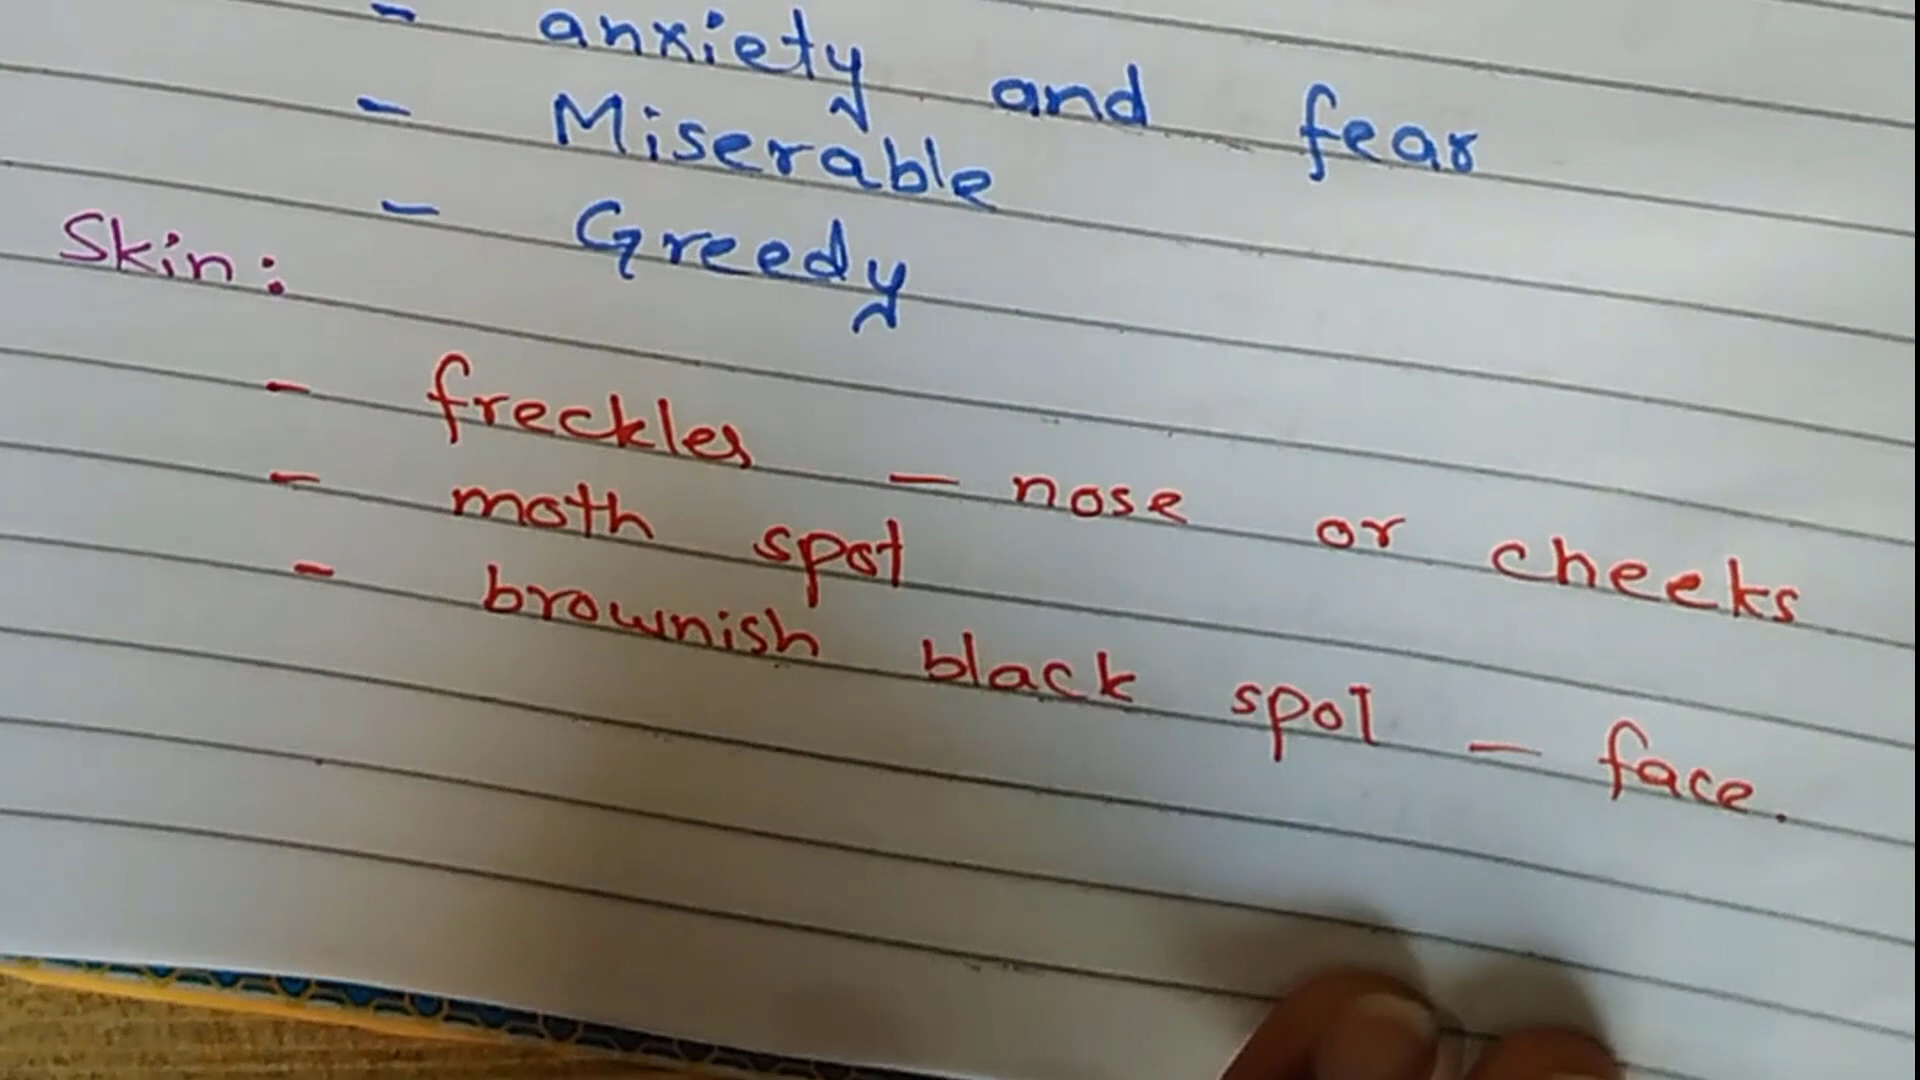 - anxiety and fear
- Miserable
- Greedy
Skin:
- freckles - nose or cheeks
- moth spot
- brownish black spot - face.